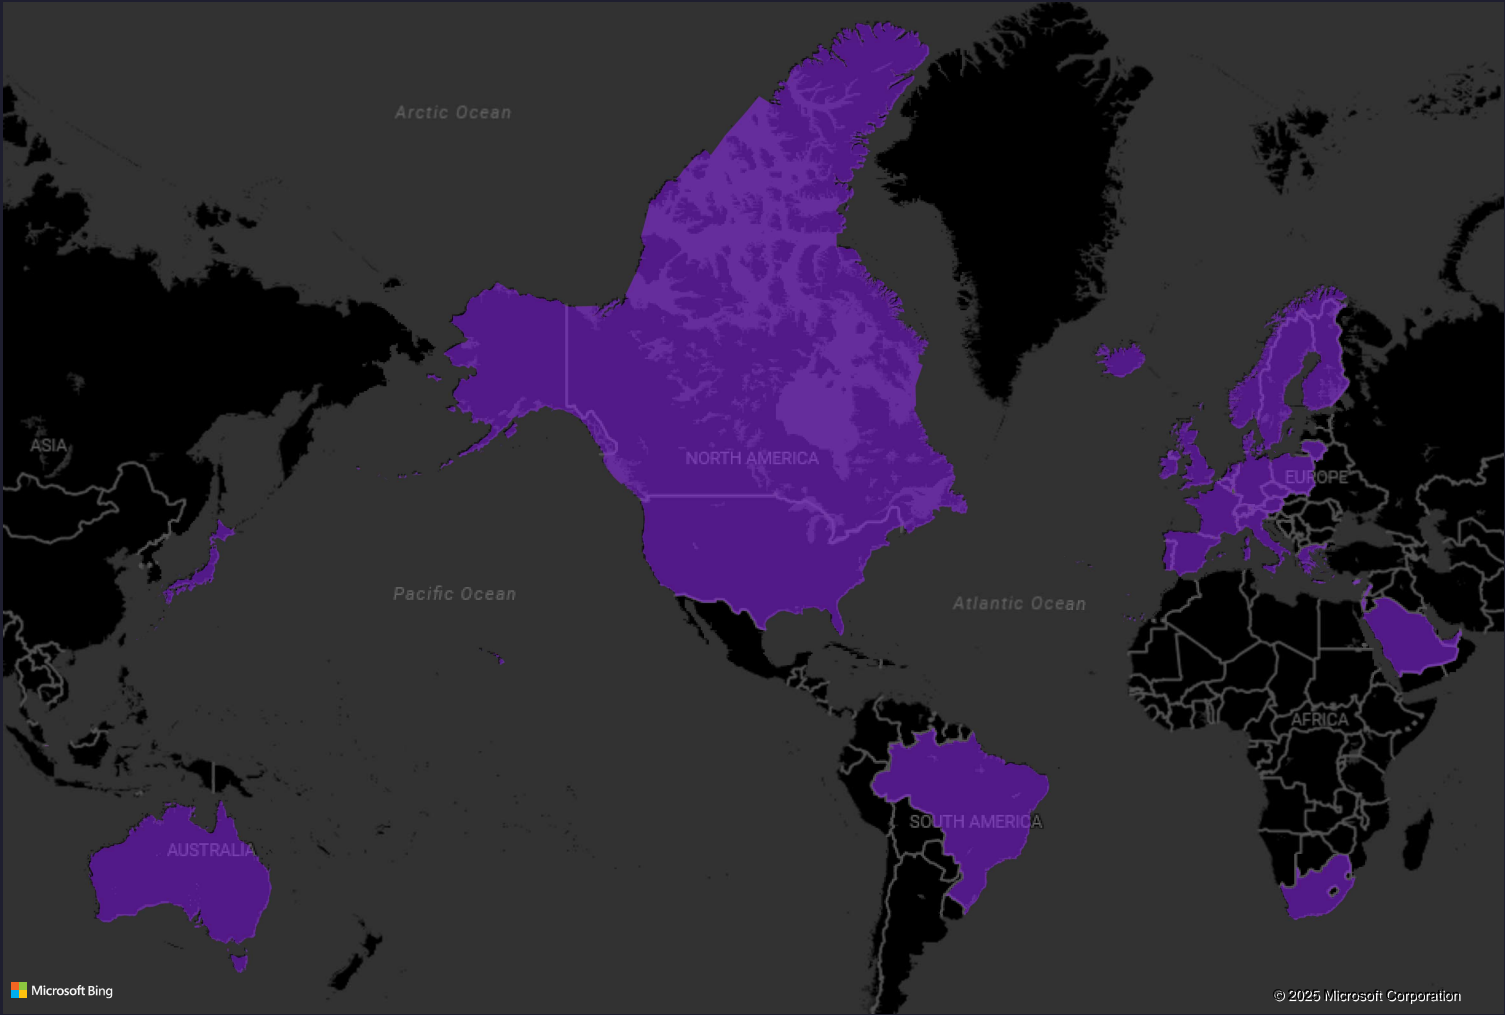 Arctic Ocean
ASIA
NORTH AMERICA
EUROPE
Pacific Ocean
Atlantic Ocean
AFRICA
SOUTH AMERICA
AUSTRALIA
Microsoft Bing
© 2025 Microsoft Corporation